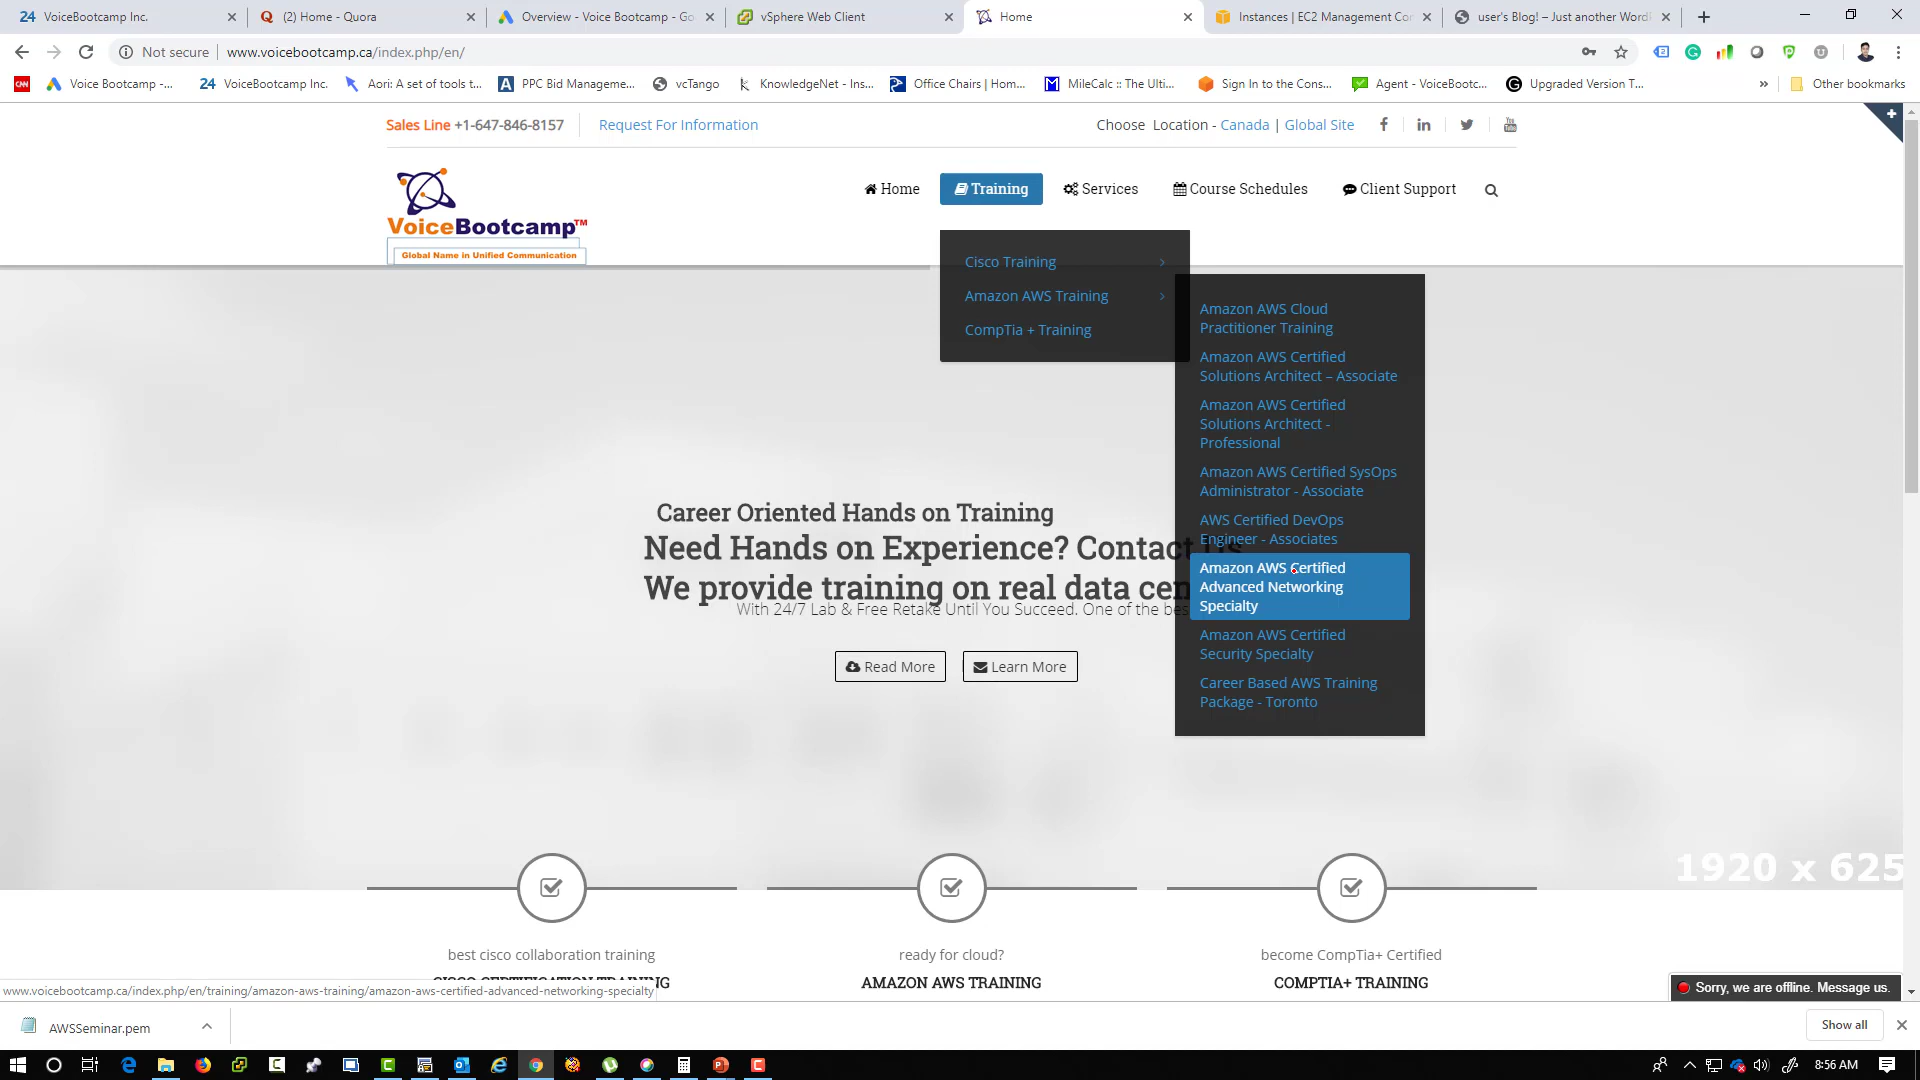 24 VoiceBootcamp Inc.
(2) Home - Quora
Overview - Voice Bootcamp - Go
vSphere Web Client
Home
Instances | EC2 Management Co
user's Blog! – Just another Word
Not secure
www.voicebootcamp.ca/index.php/en/
CNN
Voice Bootcamp -...
24 VoiceBootcamp Inc.
Aori: A set of tools t...
PPC Bid Manageme...
vcTango
KnowledgeNet - Ins...
Office Chairs | Hom...
MileCalc :: The Ulti...
Sign In to the Cons...
Agent - VoiceBootc...
Upgraded Version T...
»
Other bookmarks
Sales Line +1-647-846-8157
Request For Information
Choose Location - Canada | Global Site
Home
Training
Services
Course Schedules
Client Support
VoiceBootcamp™
Global Name in Unified Communication
Cisco Training
Amazon AWS Training
CompTia + Training
Amazon AWS Cloud
Practitioner Training
Amazon AWS Certified
Solutions Architect – Associate
Amazon AWS Certified
Solutions Architect -
Professional
Amazon AWS Certified SysOps
Administrator - Associate
AWS Certified DevOps
Engineer - Associates
Amazon AWS Certified
Advanced Networking
Specialty
Amazon AWS Certified
Security Specialty
Career Based AWS Training
Package - Toronto
Career Oriented Hands on Training
Need Hands on Experience? Contact Us
We provide training on real data cen
With 24/7 Lab & Free Retake Until You Succeed. One of the bes
Read More
Learn More
1920 x 625
best cisco collaboration training
CISCO CERTIFICATION TRAINING
ready for cloud?
AMAZON AWS TRAINING
become CompTia+ Certified
COMPTIA+ TRAINING
www.voicebootcamp.ca/index.php/en/training/amazon-aws-training/amazon-aws-certified-advanced-networking-specialty
Sorry, we are offline. Message us.
AWSSeminar.pem
Show all
8:56 AM